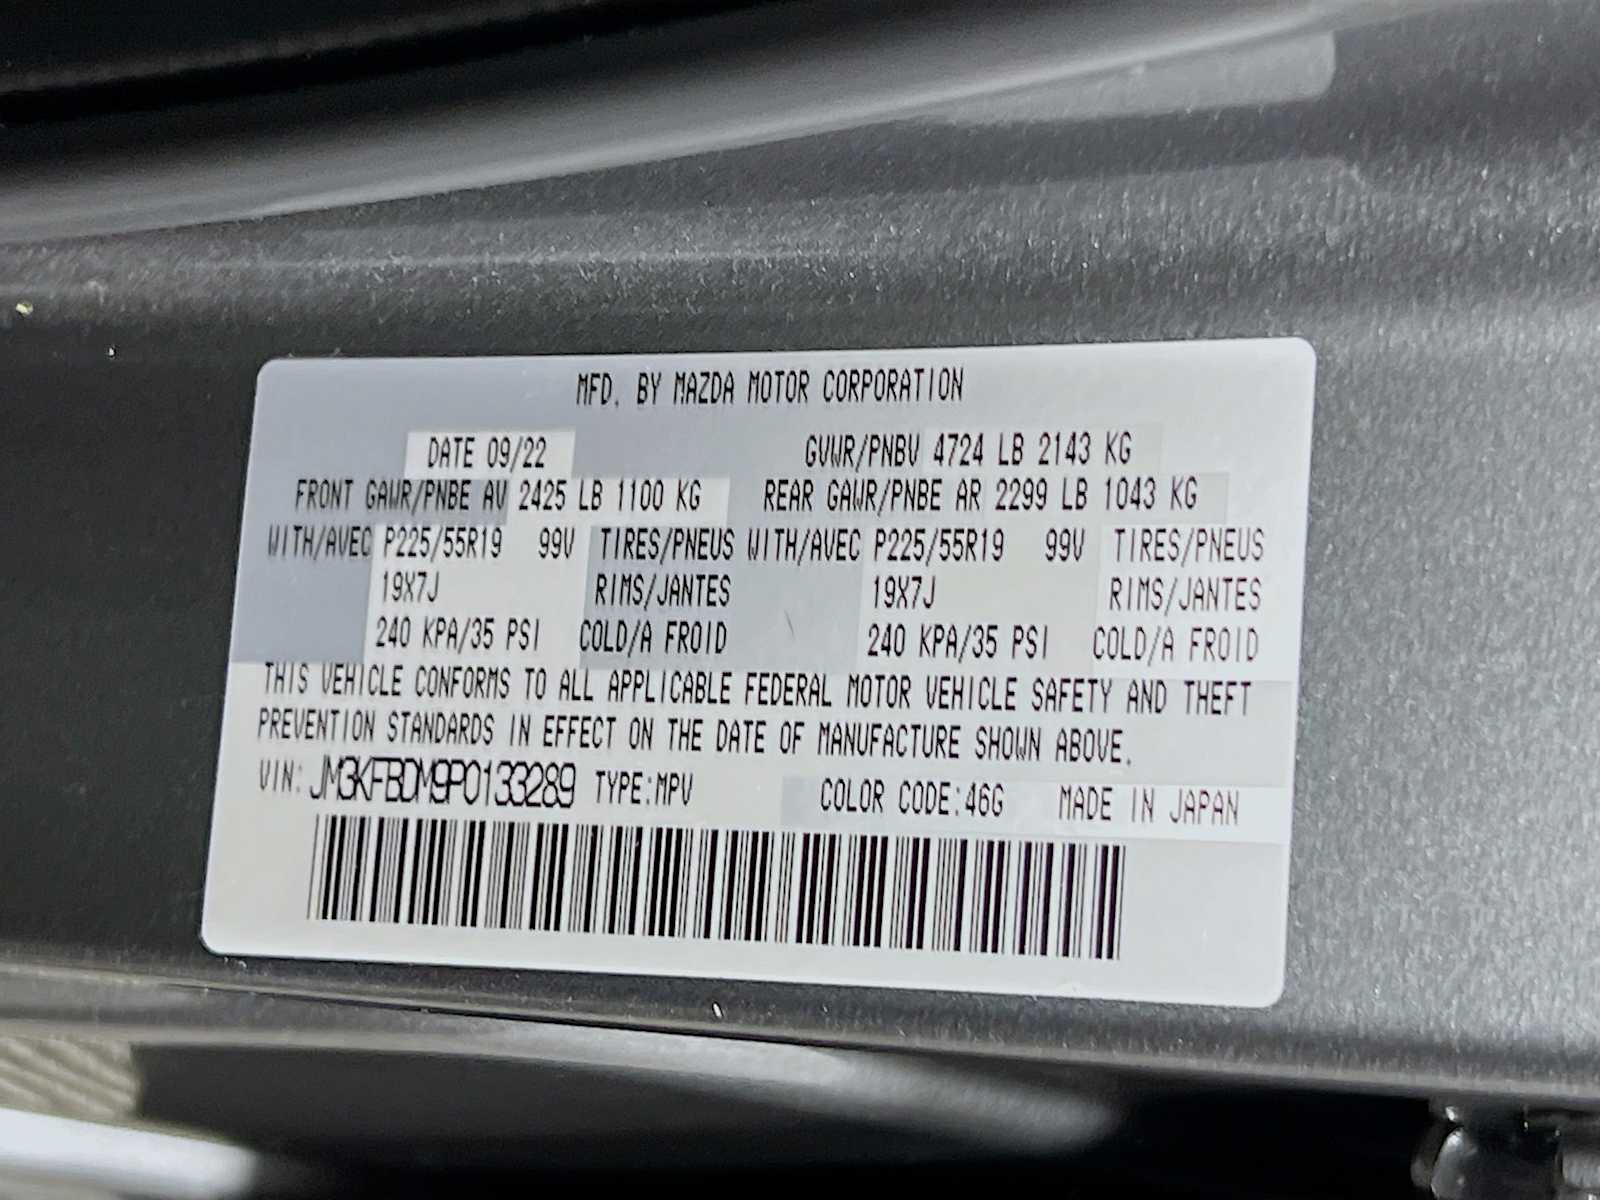 MFD. BY MAZDA MOTOR CORPORATION
DATE 09/22 GVWR/PNBV 4724 LB 2143 KG
FRONT GAWR/PNBE AV 2425 LB 1100 KG REAR GAWR/PNBE AR 2299 LB 1043 KG
WITH/AVEC P225/55R19 99V TIRES/PNEUS WITH/AVEC P225/55R19 99V TIRES/PNEUS
19X7J RIMS/JANTES 19X7J RIMS/JANTES
240 KPA/35 PSI COLD/A FROID 240 KPA/35 PSI COLD/A FROID
THIS VEHICLE CONFORMS TO ALL APPLICABLE FEDERAL MOTOR VEHICLE SAFETY AND THEFT
PREVENTION STANDARDS IN EFFECT ON THE DATE OF MANUFACTURE SHOWN ABOVE.
VIN: JM3KFBDM9P0133289 TYPE:MPV COLOR CODE:46G MADE IN JAPAN